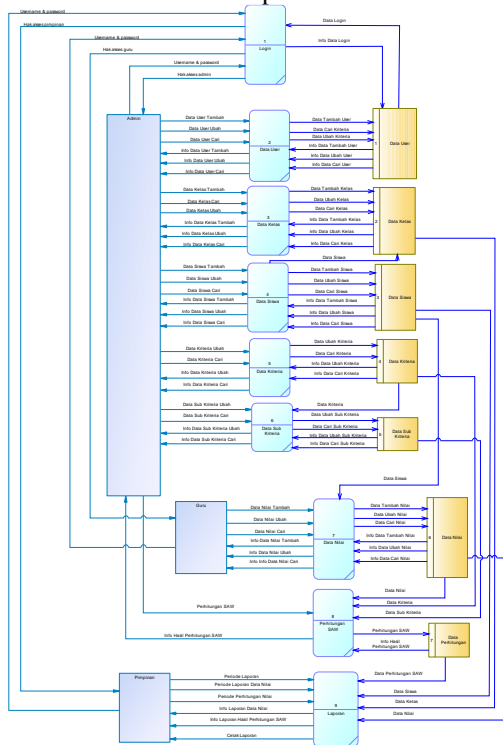 Username & password
Data Login
Hak akses pimpinan
Username & password
Info Data Login
Hak akses guru
1
Login
Username & password
Hak akses admin
Admin
Data User Tambah
Data User Ubah
Data User Cari
Info Data User Tambah
Info Data User Ubah
Info Data User Cari
2
Data User
Data Tambah User
Data Cari Kriteria
Data Ubah Kriteria
Info Data Tambah User
Info Data Ubah User
Info Data Cari User
1
Data User
Data Kelas Tambah
Data Kelas Cari
Data Kelas Ubah
Info Data Kelas Tambah
Info Data Kelas Ubah
Info Data Kelas Cari
3
Data Kelas
Data Tambah Kelas
Data Ubah Kelas
Data Cari Kelas
Info Data Tambah Kelas
Info Data Ubah Kelas
Info Data Cari Kelas
2
Data Kelas
Data Siswa
Data Siswa Tambah
Data Siswa Ubah
Data Siswa Cari
Info Data Siswa Tambah
Info Data Siswa Ubah
Info Data Siswa Cari
4
Data Siswa
Data Tambah Siswa
Data Ubah Siswa
Data Cari Siswa
Info Data Tambah Siswa
Info Data Ubah Siswa
Info Data Cari Siswa
3
Data Siswa
Data Kriteria Ubah
Data Kriteria Cari
Info Data Kriteria Ubah
Info Data Kriteria Cari
5
Data Kriteria
Data Ubah Kriteria
Data Cari Kriteria
Info Data Ubah Kriteria
Info Data Cari Kriteria
4
Data Kriteria
Data Kriteria
Data Sub Kriteria Ubah
Data Sub Kriteria Cari
Info Data Sub Kriteria Ubah
Info Data Sub Kriteria Cari
6
Data Sub
Kriteria
Data Ubah Sub Kriteria
Data Cari Sub Kriteria
Info Data Ubah Sub Kriteria
Info Data Cari Sub Kriteria
5
Data Sub
Kriteria
Data Siswa
Guru
Data Nilai Tambah
Data Nilai Ubah
Data Nilai Cari
Info Data Nilai Tambah
Info Data Nilai Ubah
Info Info Data Nilai Cari
7
Data Nilai
Data Tambah Nilai
Data Ubah Nilai
Data Cari Nilai
Info Data Tambah Nilai
Info Data Ubah Nilai
Info Data Cari Nilai
6
Data Nilai
Data Nilai
Data Kriteria
Data Sub Kriteria
Perhitungan SAW
Info Hasil Perhitungan SAW
8
Perhitungan
SAW
Perhitungan SAW
Info Hasil
Perhitungan SAW
7
Data
Perhitungan
Data Perhitungan SAW
Pimpinan
Periode Laporan
Periode Laporan Data Nilai
Periode Perhitungan Nilai
Info Laporan Data Nilai
Info Laporan Hasil Perhitungan SAW
Cetak Laporan
9
Laporan
Data Siswa
Data Kelas
Data Nilai